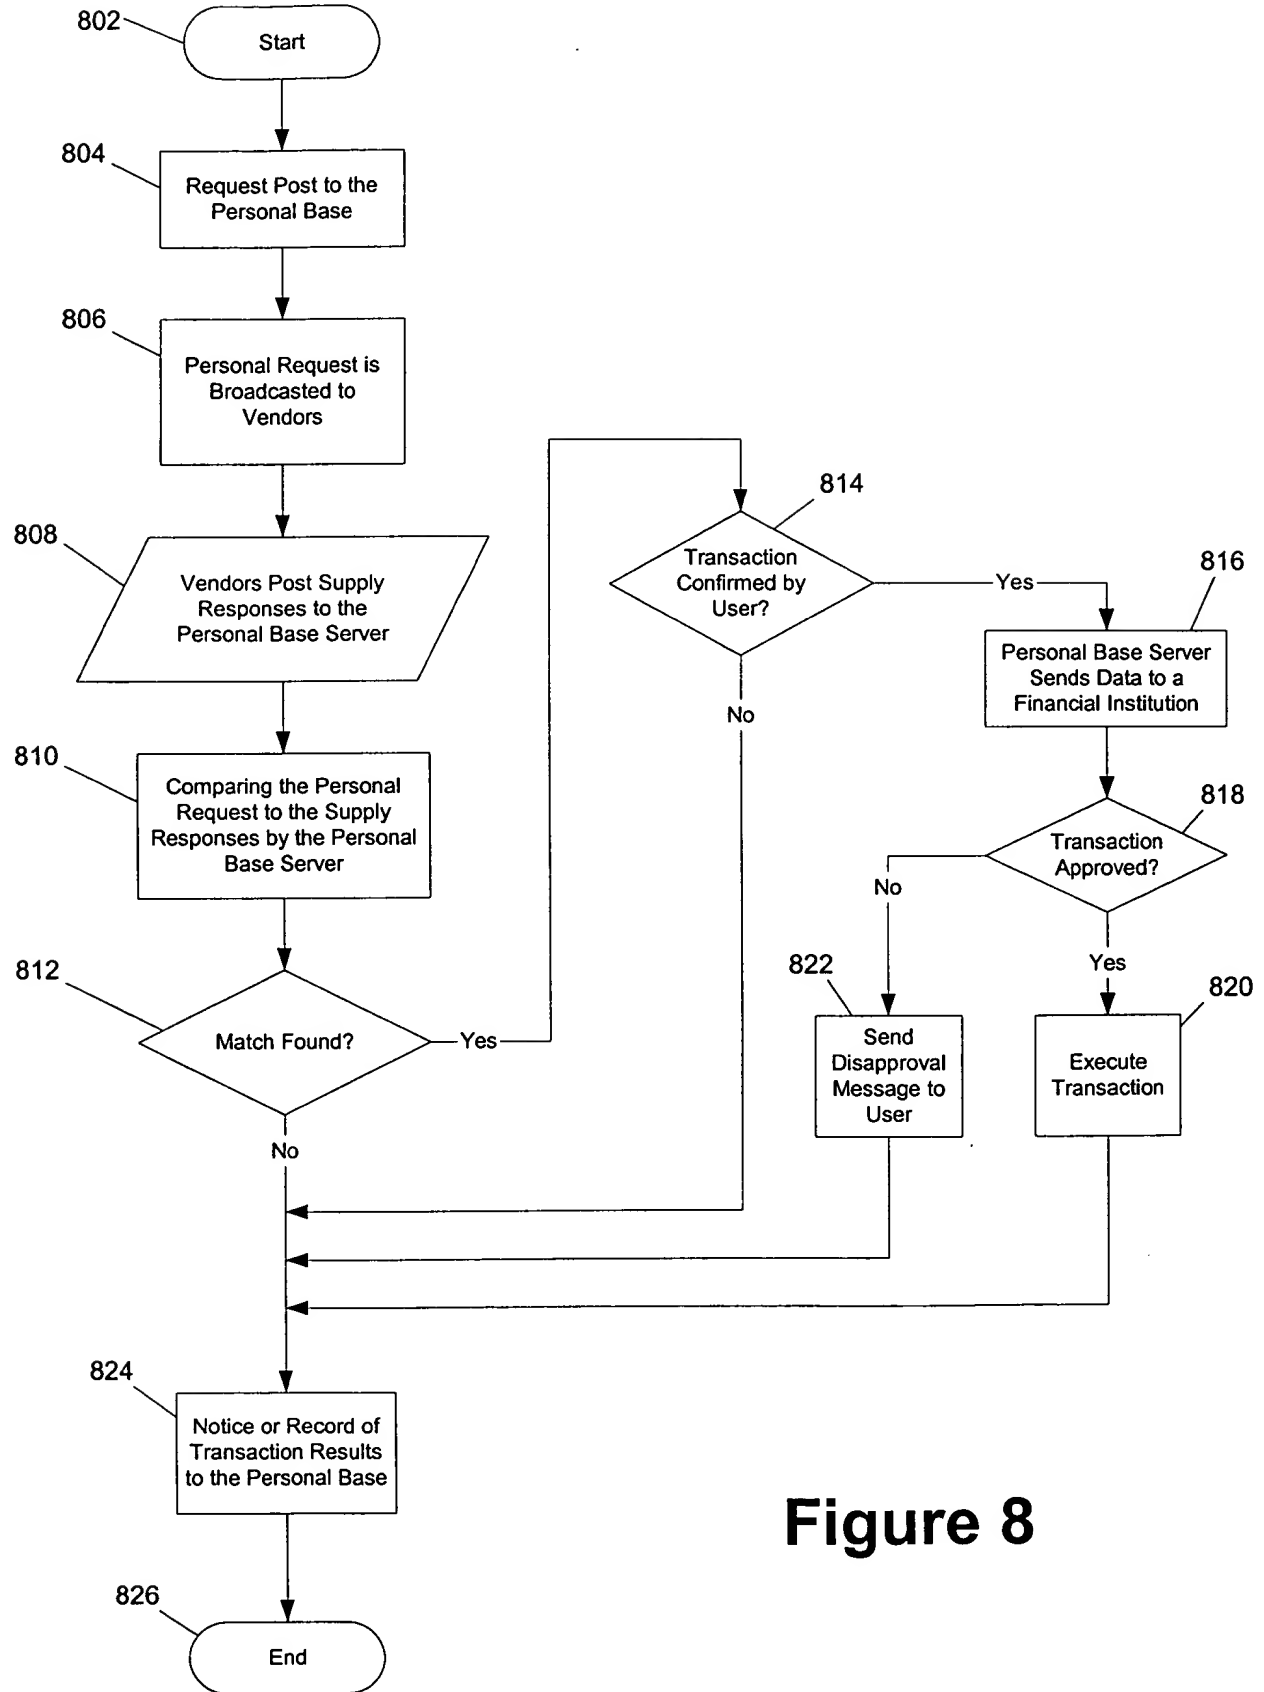 802
Start
804
Request Post to the
Personal Base
806
Personal Request is
Broadcasted to
Vendors
808
Vendors Post Supply
Responses to the
Personal Base Server
810
Comparing the Personal
Request to the Supply
Responses by the Personal
Base Server
812
Match Found?
Yes
No
814
Transaction
Confirmed by
User?
Yes
No
816
Personal Base Server
Sends Data to a
Financial Institution
818
Transaction
Approved?
No
Yes
822
Send
Disapproval
Message to
User
820
Execute
Transaction
824
Notice or Record of
Transaction Results
to the Personal Base
826
End
Figure 8